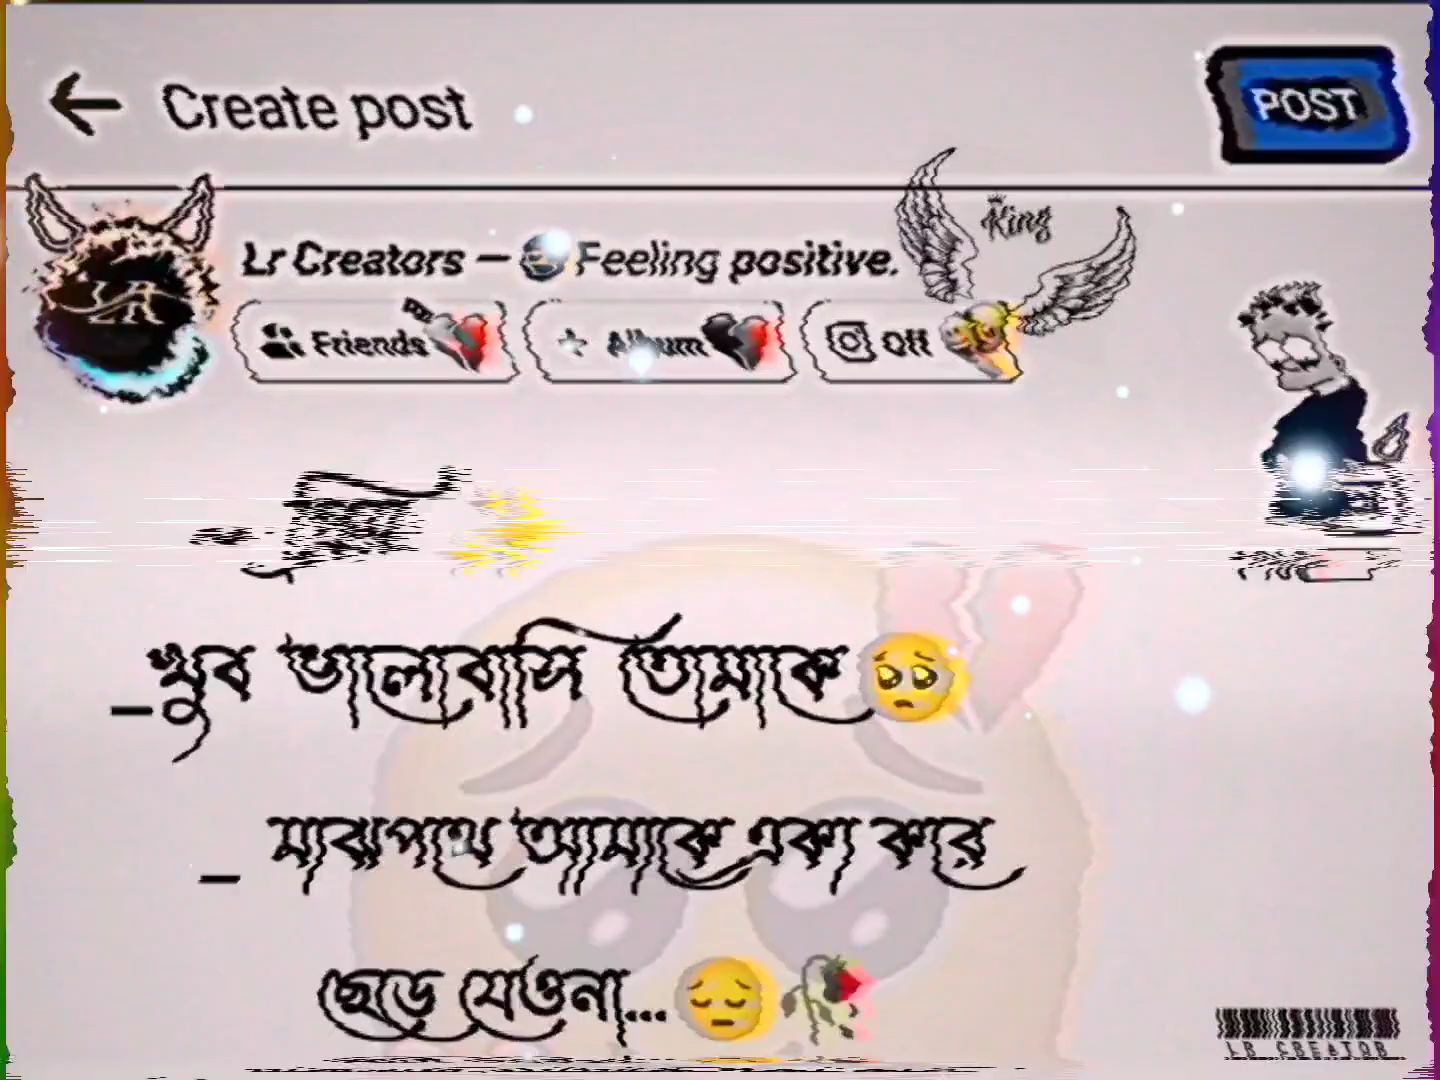 Create post
POST
King
Lr Creators — Feeling positive.
Friends
Album
Off
_খুব ভালোবাসি তোমাকে🥺
_ মাঝপথে আমাকে একা করে
ছেড়ে যেওনা...😔🥀
LR CREATOR